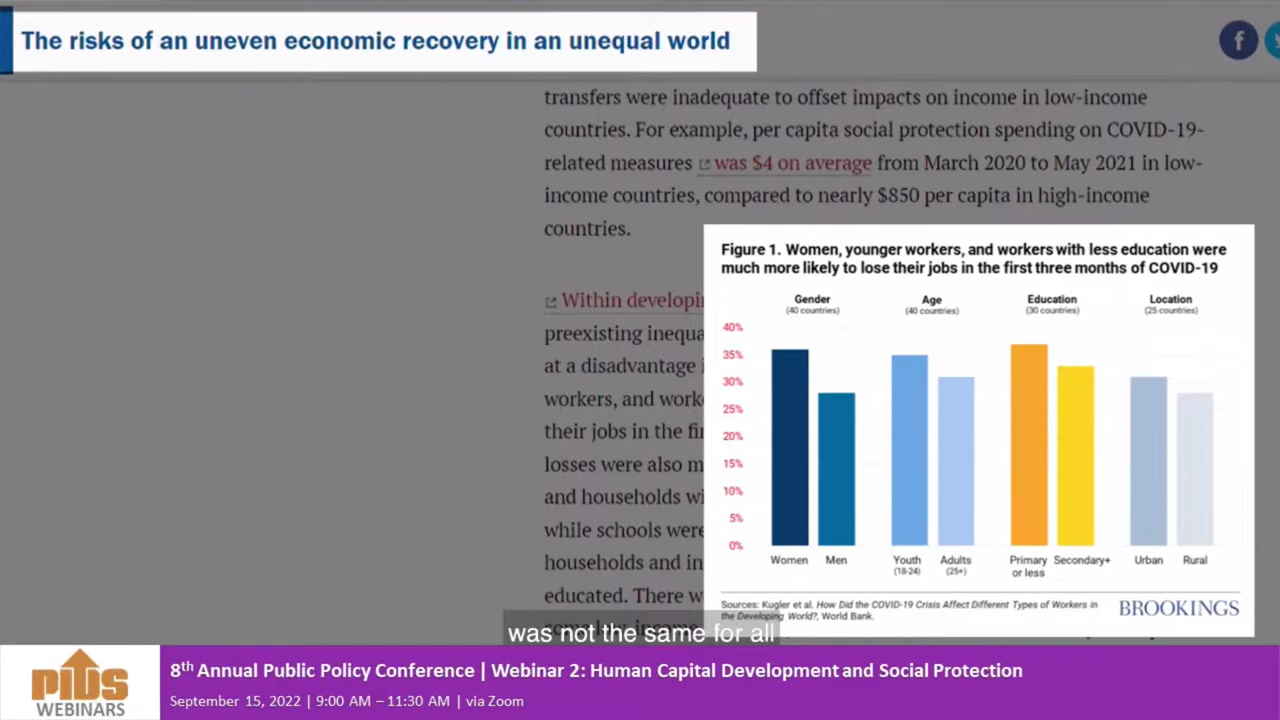 The risks of an uneven economic recovery in an unequal world
transfers were inadequate to offset impacts on income in low-income
countries. For example, per capita social protection spending on COVID-19-
related measures was $4 on average from March 2020 to May 2021 in low-
income countries, compared to nearly $850 per capita in high-income
countries.
Within
preexisting
at a disadvantage
workers, and
their jobs in the
losses were also
and households
while schools were
households and in
educated. There
Figure 1. Women, younger workers, and workers with less education were
much more likely to lose their jobs in the first three months of COVID-19
Gender
(40 countries)
Age
(40 countries)
Education
(30 countries)
Location
(25 countries)
40%
35%
30%
25%
20%
15%
10%
5%
0%
Women
Men
Youth
(18-24)
Adults
(25+)
Primary
or less
Secondary+
Urban
Rural
Sources: Kugler et al. How Did the COVID-19 Crisis Affect Different Types of Workers in
the Developing World?, World Bank.
BROOKINGS
was not the same for all
PIDS
WEBINARS
8th Annual Public Policy Conference | Webinar 2: Human Capital Development and Social Protection
September 15, 2022 | 9:00 AM – 11:30 AM | via Zoom